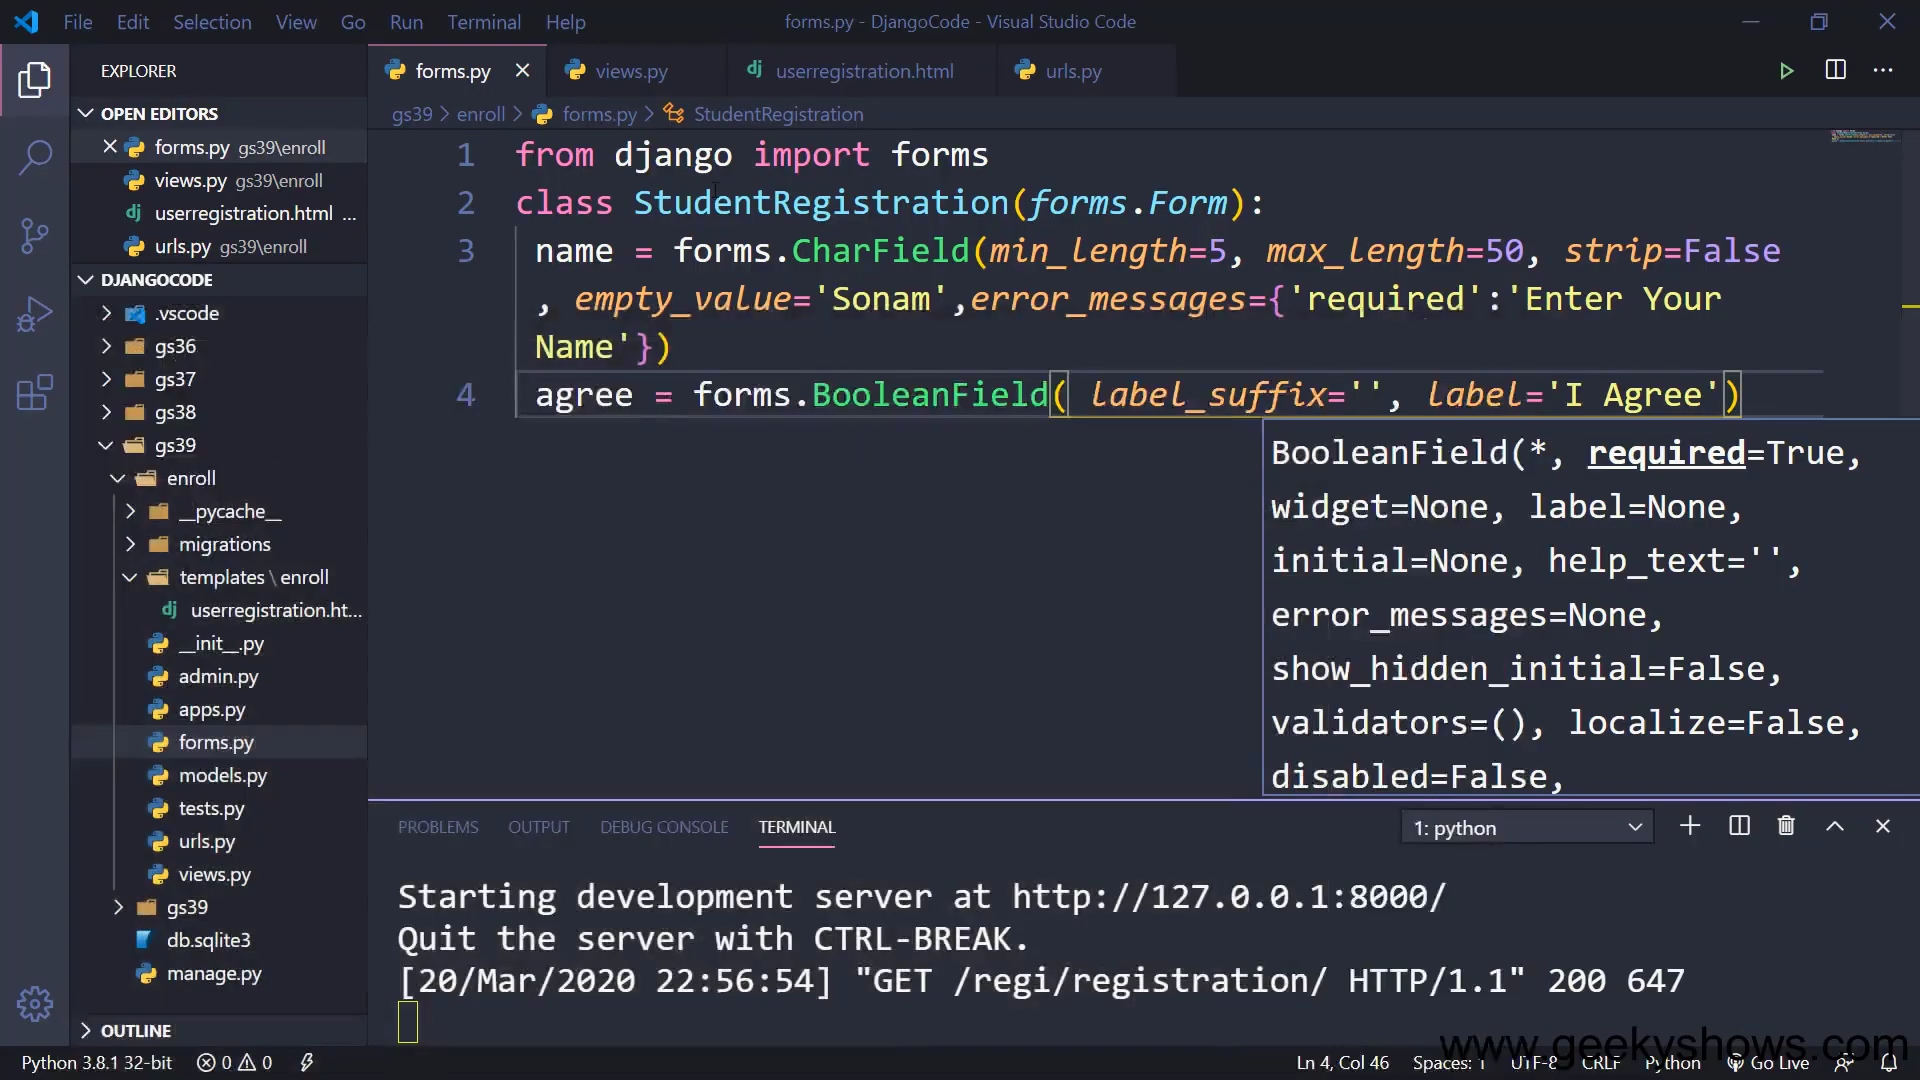 File Edit Selection View Go Run Terminal Help
forms.py - DjangoCode - Visual Studio Code
EXPLORER
OPEN EDITORS
forms.py gs39\enroll
views.py gs39\enroll
userregistration.html ...
urls.py gs39\enroll
DJANGOCODE
.vscode
gs36
gs37
gs38
gs39
enroll
__pycache__
migrations
templates \ enroll
userregistration.ht...
__init__.py
admin.py
apps.py
forms.py
models.py
tests.py
urls.py
views.py
gs39
db.sqlite3
manage.py
OUTLINE
forms.py views.py userregistration.html urls.py
gs39 > enroll > forms.py > StudentRegistration
1 from django import forms
2 class StudentRegistration(forms.Form):
3 name = forms.CharField(min_length=5, max_length=50, strip=False
, empty_value='Sonam',error_messages={'required':'Enter Your
Name'})
4 agree = forms.BooleanField( label_suffix='', label='I Agree')
BooleanField(*, required=True,
widget=None, label=None,
initial=None, help_text='',
error_messages=None,
show_hidden_initial=False,
validators=(), localize=False,
disabled=False,
PROBLEMS OUTPUT DEBUG CONSOLE TERMINAL
1: python
Starting development server at http://127.0.0.1:8000/
Quit the server with CTRL-BREAK.
[20/Mar/2020 22:56:54] "GET /regi/registration/ HTTP/1.1" 200 647
www.geekyshows.com
Python 3.8.1 32-bit 0 0
Ln 4, Col 46 Spaces: 1 UTF-8 CRLF Python Go Live